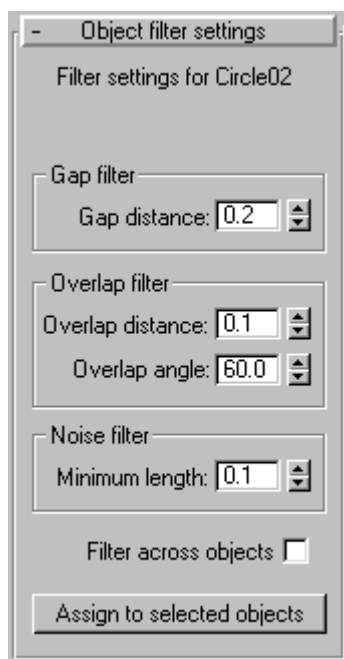 - Object filter settings
Filter settings for Circle02
Gap filter
Gap distance: 0.2
Overlap filter
Overlap distance: 0.1
Overlap angle: 60.0
Noise filter
Minimum length: 0.1
Filter across objects
Assign to selected objects